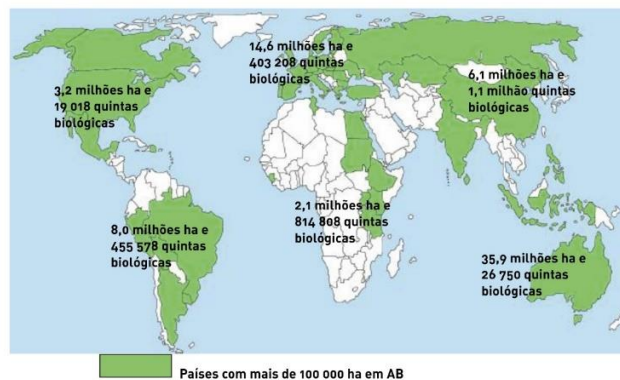 14,6 milhões ha e
403 208 quintas
biológicas
6,1 milhões ha e
1,1 milhão quintas
biológicas
3,2 milhões ha e
19 018 quintas
biológicas
2,1 milhões ha e
814 808 quintas
biológicas
8,0 milhões ha e
455 578 quintas
biológicas
35,9 milhões ha e
26 750 quintas
biológicas
Países com mais de 100 000 ha em AB